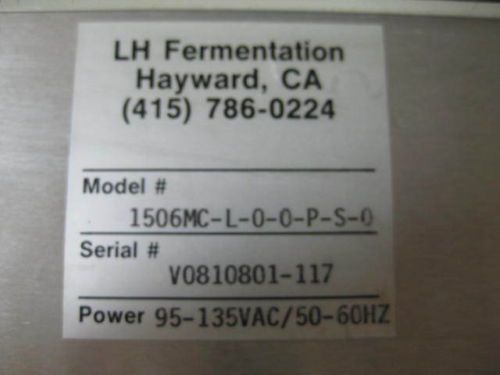 LH Fermentation
Hayward, CA
(415) 786-0224
Model #
1506MC-L-0-0-P-S-0
Serial #
V0810801-117
Power 95-135VAC/50-60HZ